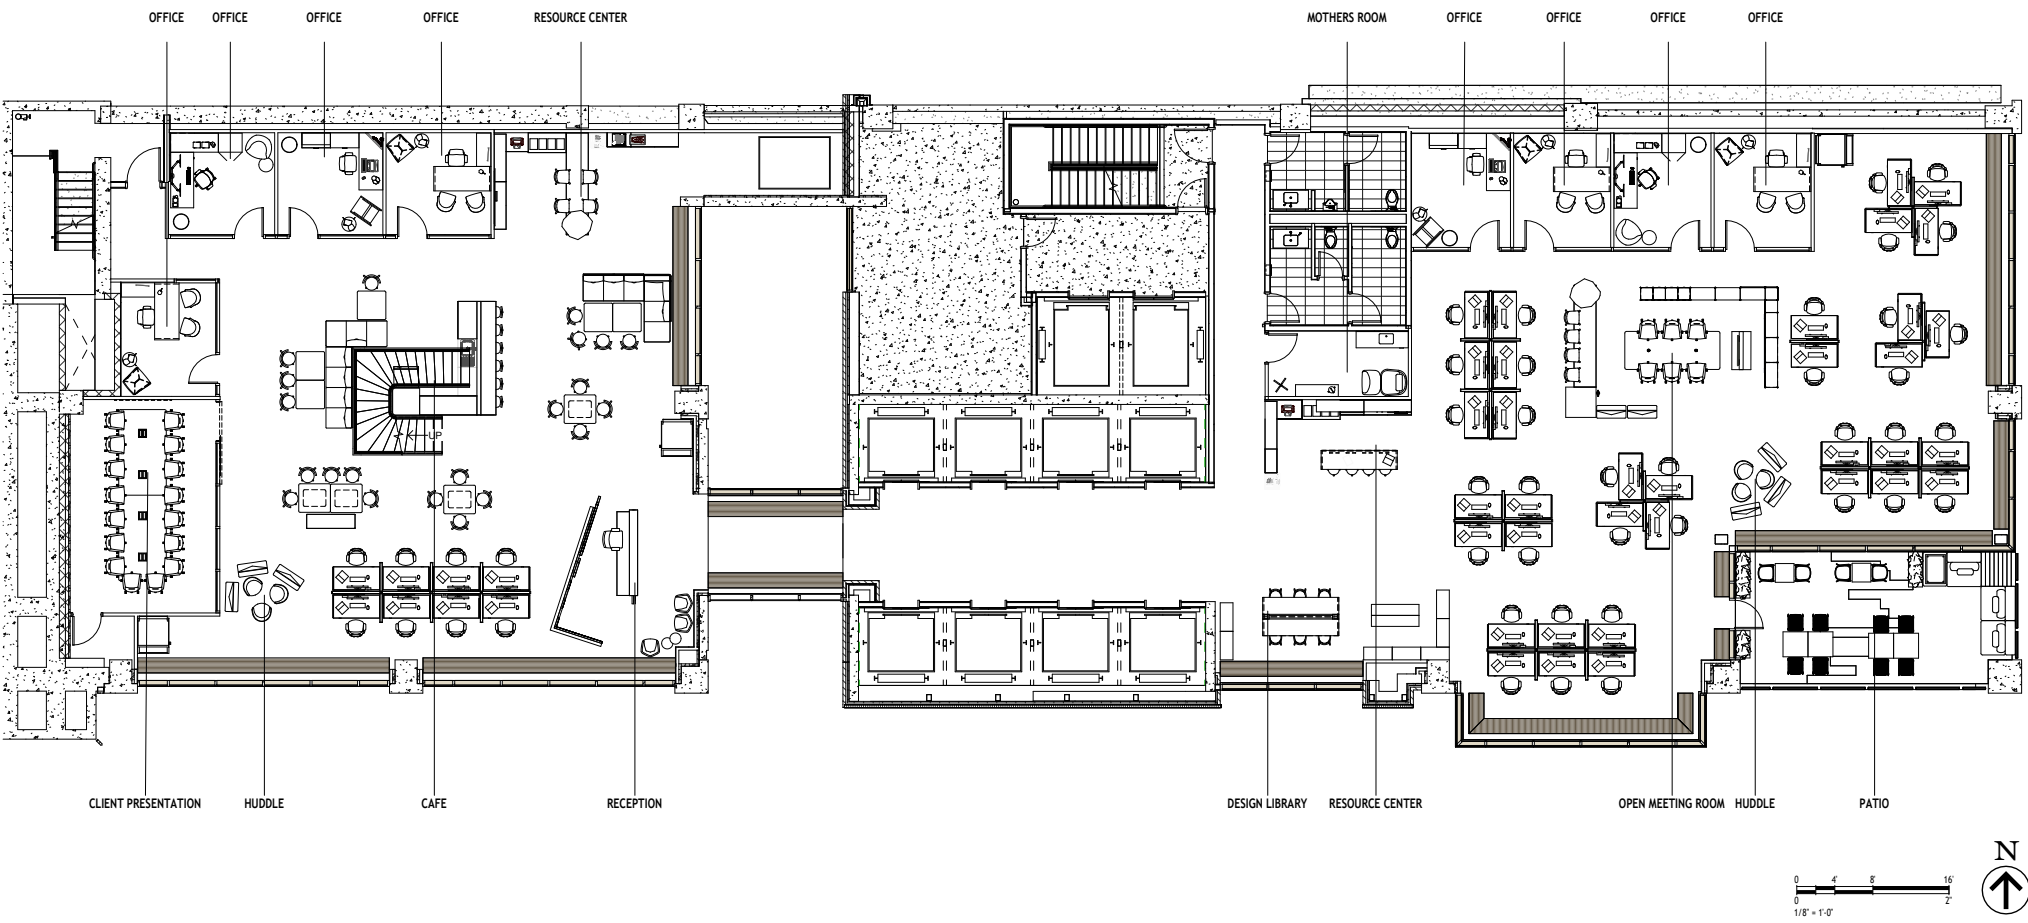 OFFICE
OFFICE
OFFICE
OFFICE
RESOURCE CENTER
MOTHERS ROOM
OFFICE
OFFICE
OFFICE
OFFICE
UP
CLIENT PRESENTATION
HUDDLE
CAFE
RECEPTION
DESIGN LIBRARY
RESOURCE CENTER
OPEN MEETING ROOM
HUDDLE
PATIO
N
0 4' 8' 16'
0 2"
1/8" = 1'-0"